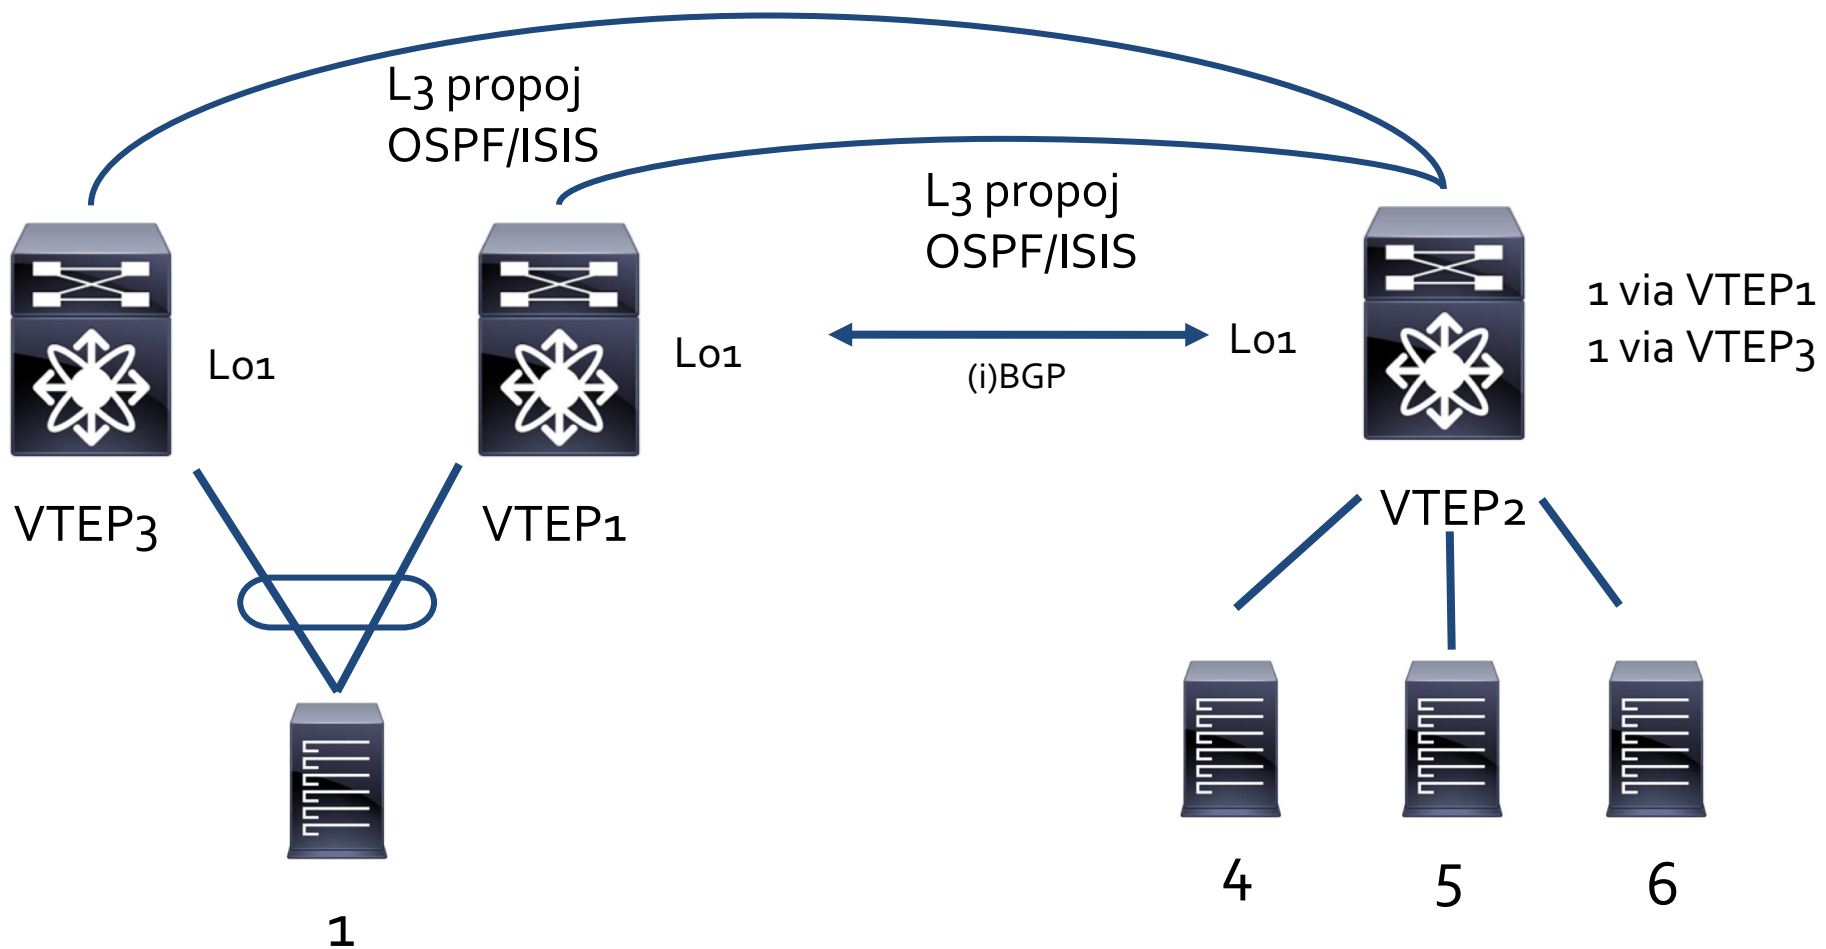 L3 propoj
OSPF/ISIS
L3 propoj
OSPF/ISIS
1 via VTEP1
1 via VTEP3
Lo1
Lo1
(i)BGP
Lo1
VTEP3
VTEP1
VTEP2
4
5
6
1